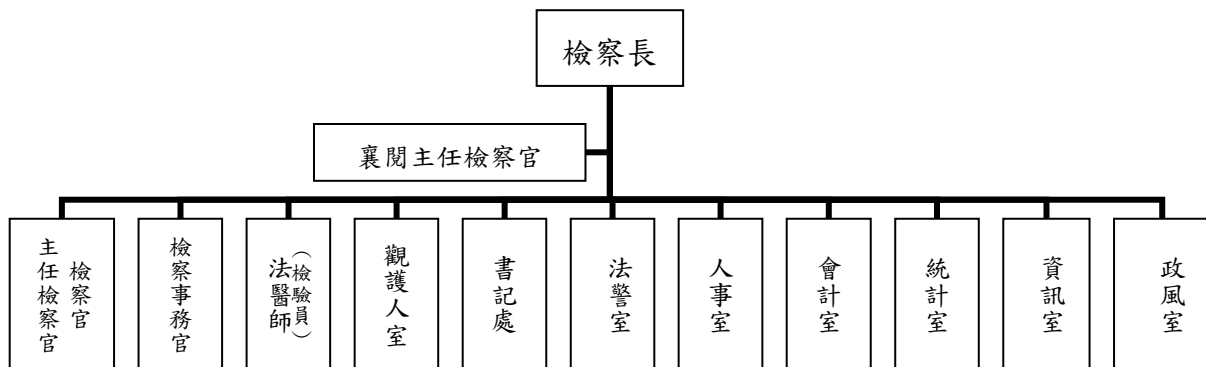 檢察長
襄閱主任檢察官
檢察官
主任檢察官
檢察事務官
(檢驗員)
法醫師
觀護人室
書記處
法警室
人事室
會計室
統計室
資訊室
政風室